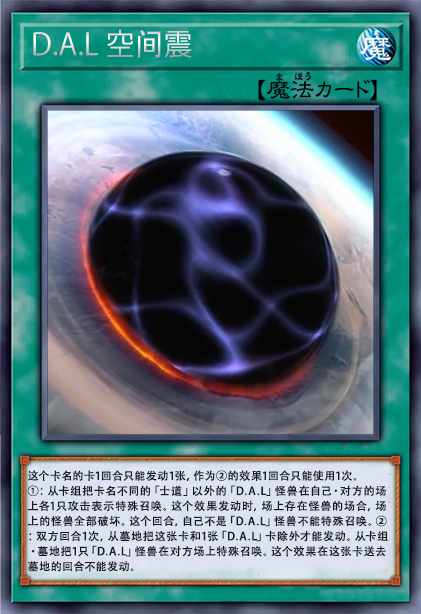 D.A.L 空间震
魔
【魔法カード】
ま ほう
这个卡名的卡1回合只能发动1张，作为②的效果1回合只能使用1次。
①：从卡组把卡名不同的「士道」以外的「D.A.L」怪兽在自己·对方的场
上各1只攻击表示特殊召唤。这个效果发动时，场上存在怪兽的场合，场
上的怪兽全部破坏。这个回合，自己不是「D.A.L」怪兽不能特殊召唤。②
：双方回合1次，从墓地把这张卡和1张「D.A.L」卡除外才能发动。从卡组
·墓地把1只「D.A.L」怪兽在对方场上特殊召唤。这个效果在这张卡送去
墓地的回合不能发动。